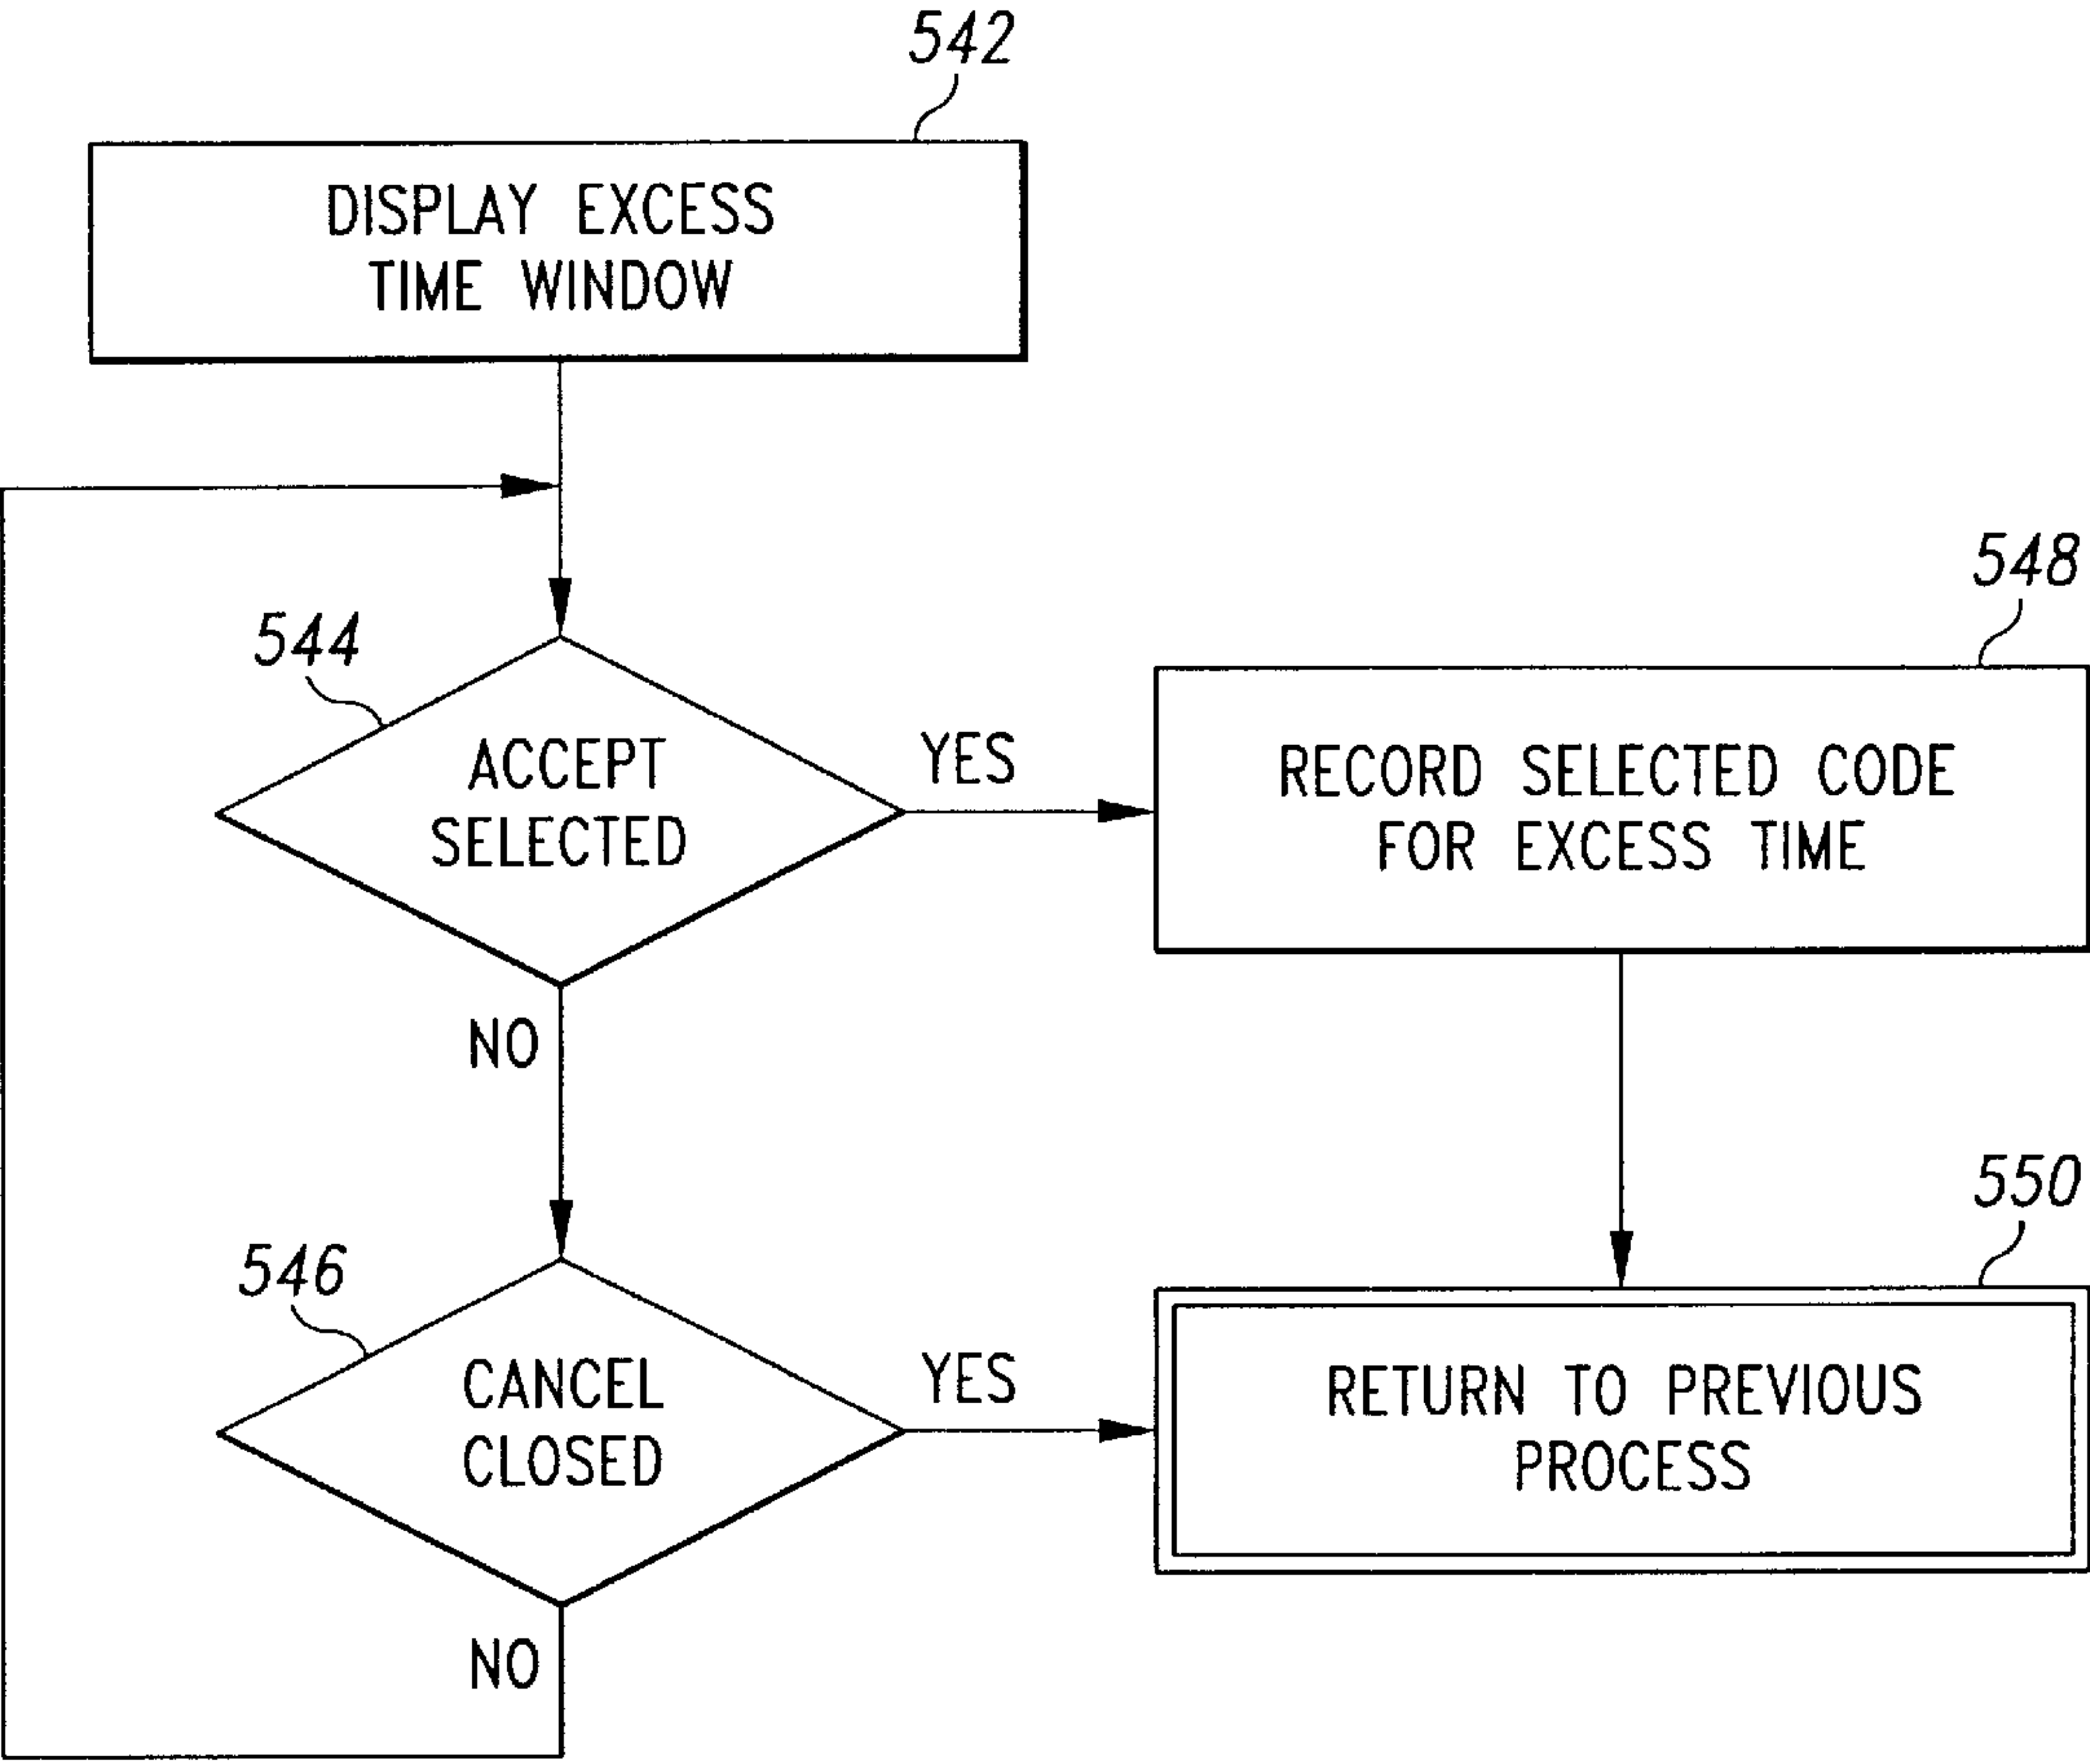 542
DISPLAY EXCESS
TIME WINDOW
544
ACCEPT
SELECTED
YES
NO
548
RECORD SELECTED CODE
FOR EXCESS TIME
546
CANCEL
CLOSED
YES
NO
550
RETURN TO PREVIOUS
PROCESS